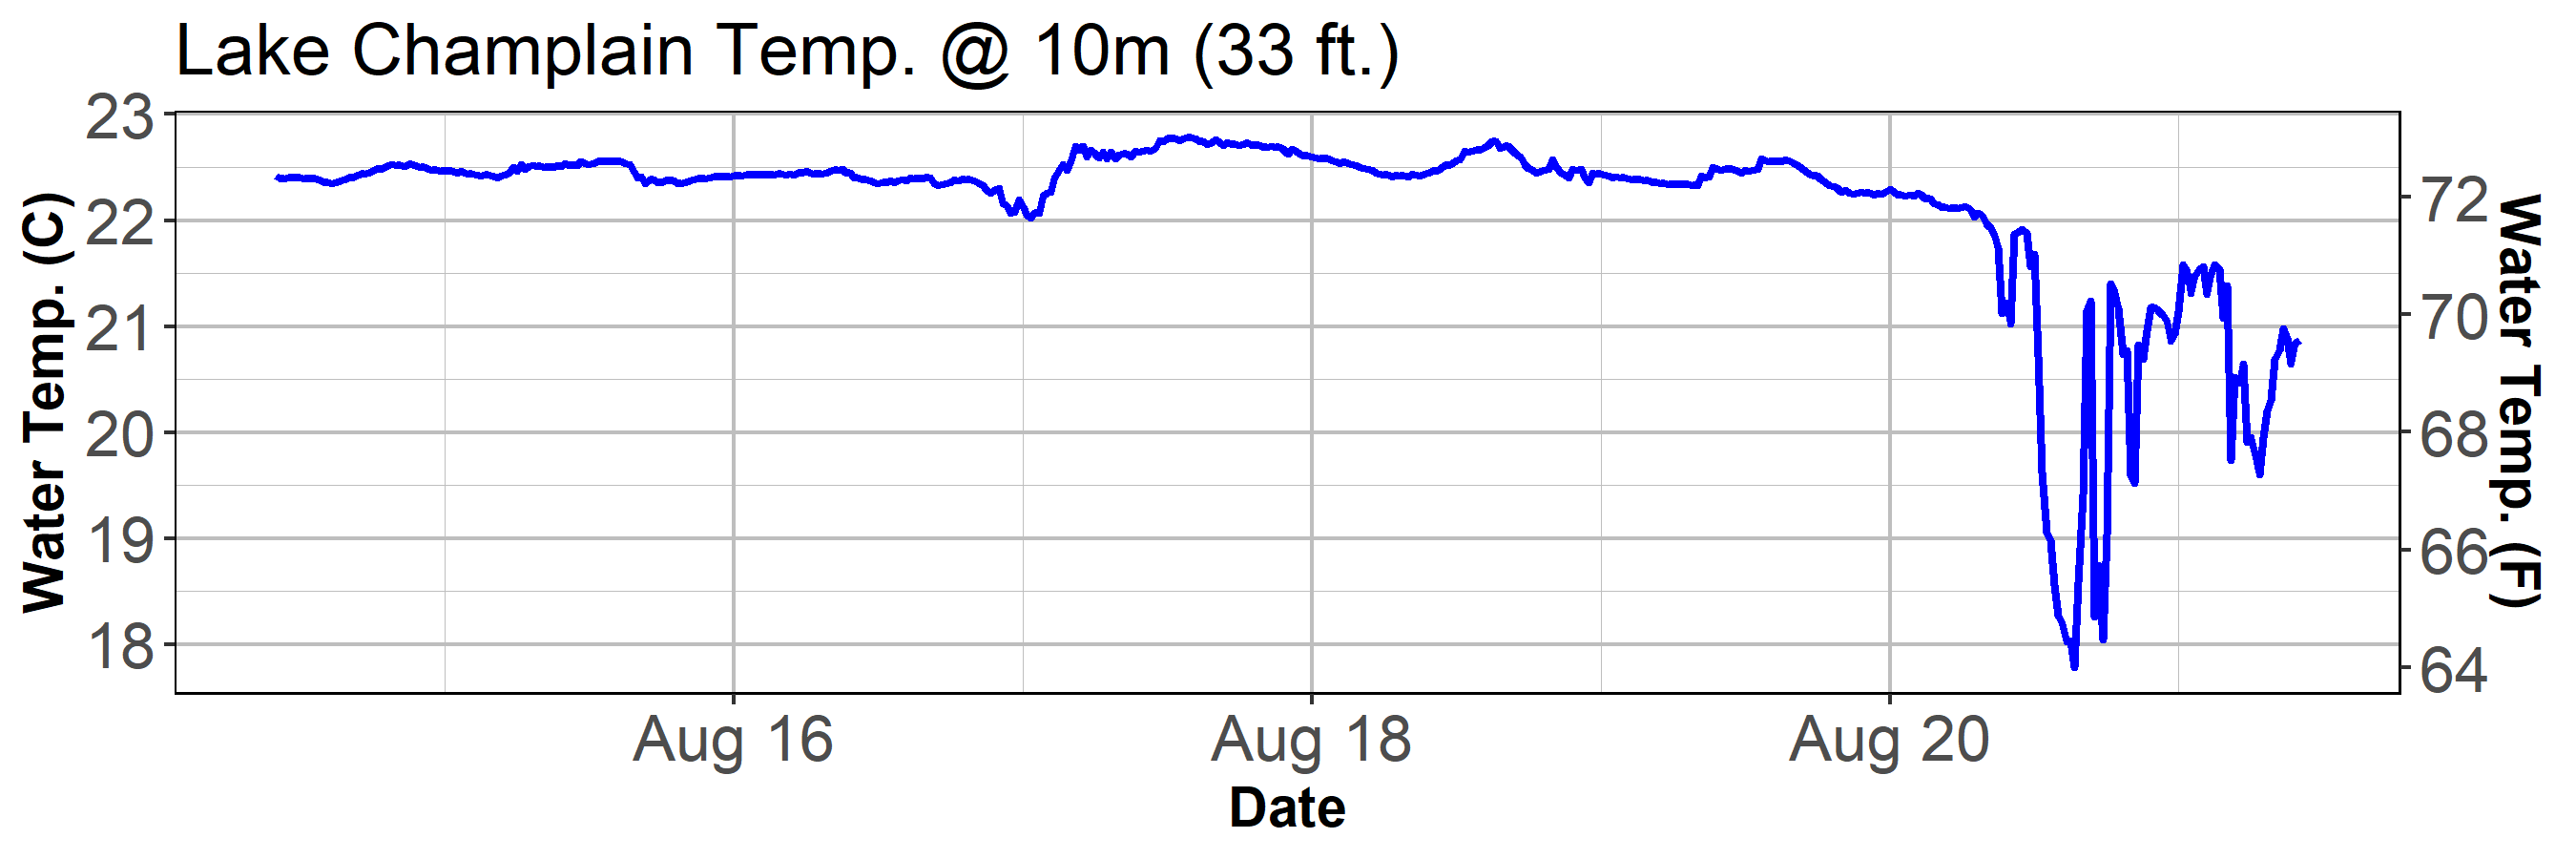 Lake Champlain Temp. @ 10m (33 ft.)
Water Temp. (C)
23
22
21
20
19
18
72
70
68
66
64
Water Temp. (F)
Aug 16 Aug 18 Aug 20
Date